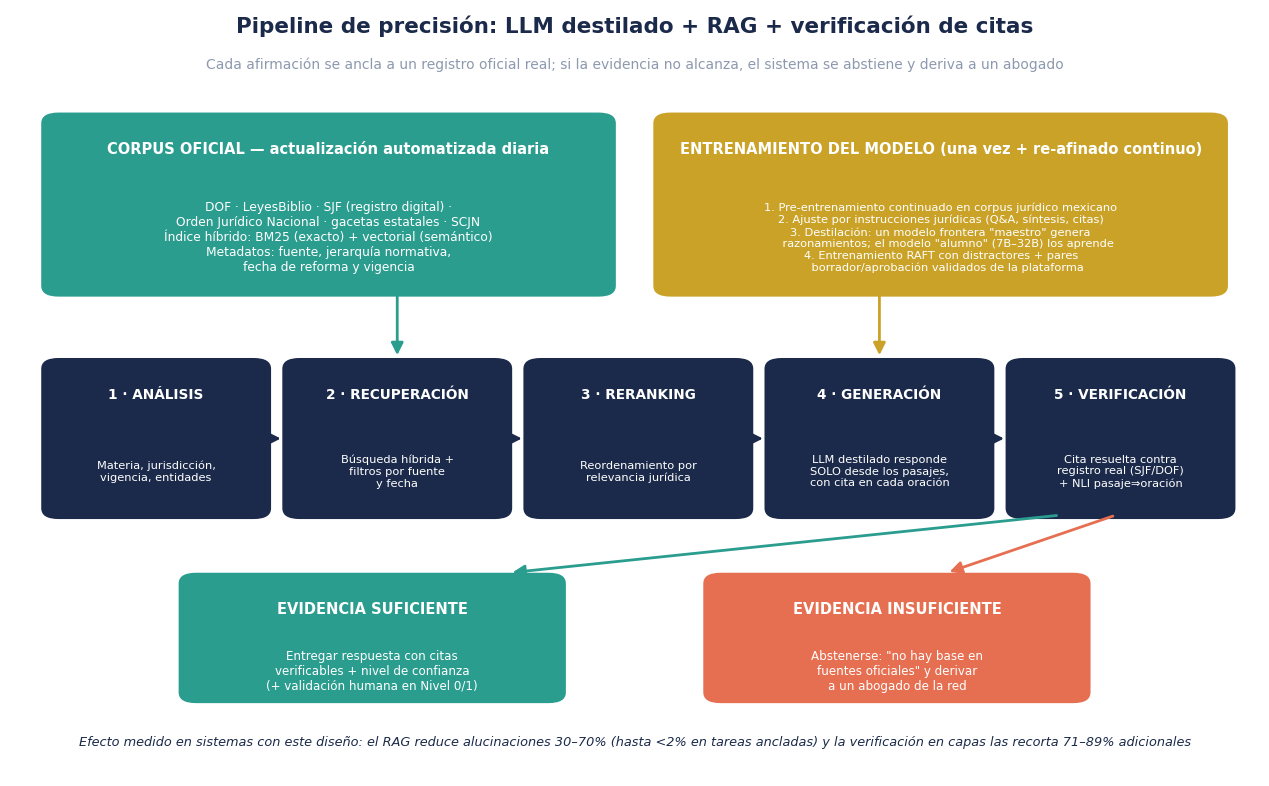 Pipeline de precisión: LLM destilado + RAG + verificación de citas
Cada afirmación se ancla a un registro oficial real; si la evidencia no alcanza, el sistema se abstiene y deriva a un abogado
CORPUS OFICIAL — actualización automatizada diaria
DOF · LeyesBiblio · SJF (registro digital) ·
Orden Jurídico Nacional · gacetas estatales · SCJN
Índice híbrido: BM25 (exacto) + vectorial (semántico)
Metadatos: fuente, jerarquía normativa,
fecha de reforma y vigencia
ENTRENAMIENTO DEL MODELO (una vez + re-afinado continuo)
1. Pre-entrenamiento continuado en corpus jurídico mexicano
2. Ajuste por instrucciones jurídicas (Q&A, síntesis, citas)
3. Destilación: un modelo frontera "maestro" genera
razonamientos; el modelo "alumno" (7B–32B) los aprende
4. Entrenamiento RAFT con distractores + pares
borrador/aprobación validados de la plataforma
1 · ANÁLISIS
Materia, jurisdicción,
vigencia, entidades
2 · RECUPERACIÓN
Búsqueda híbrida +
filtros por fuente
y fecha
3 · RERANKING
Reordenamiento por
relevancia jurídica
4 · GENERACIÓN
LLM destilado responde
SOLO desde los pasajes,
con cita en cada oración
5 · VERIFICACIÓN
Cita resuelta contra
registro real (SJF/DOF)
+ NLI pasaje⇒oración
EVIDENCIA SUFICIENTE
Entregar respuesta con citas
verificables + nivel de confianza
(+ validación humana en Nivel 0/1)
EVIDENCIA INSUFICIENTE
Abstenerse: "no hay base en
fuentes oficiales" y derivar
a un abogado de la red
Efecto medido en sistemas con este diseño: el RAG reduce alucinaciones 30–70% (hasta <2% en tareas ancladas) y la verificación en capas las recorta 71–89% adicionales